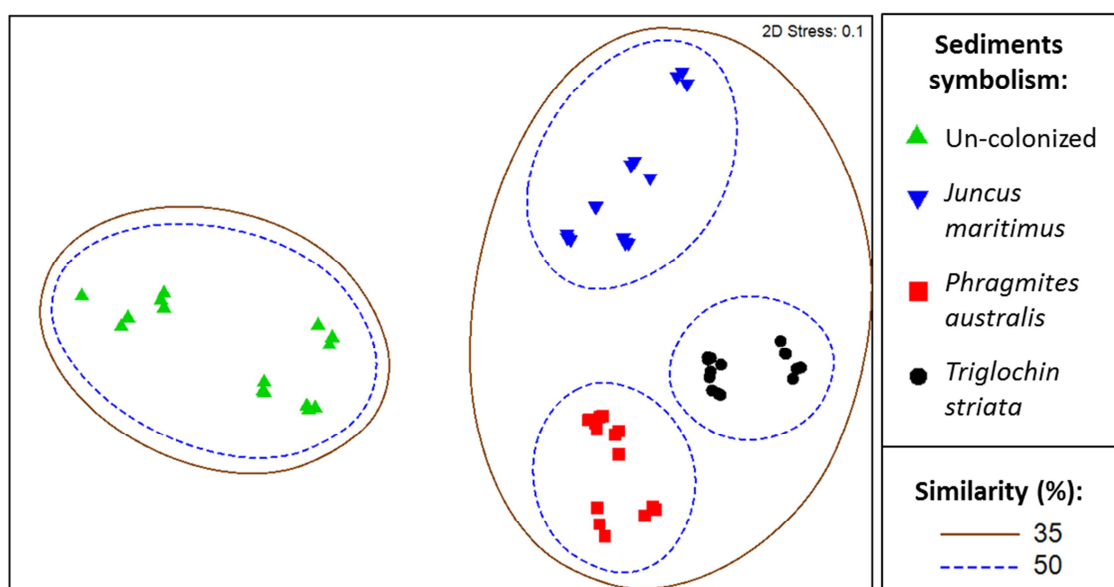 2D Stress: 0.1
Sediments
symbolism:
Un-colonized
Juncus
maritimus
Phragmites
australis
Triglochin
striata
Similarity (%):
35
50